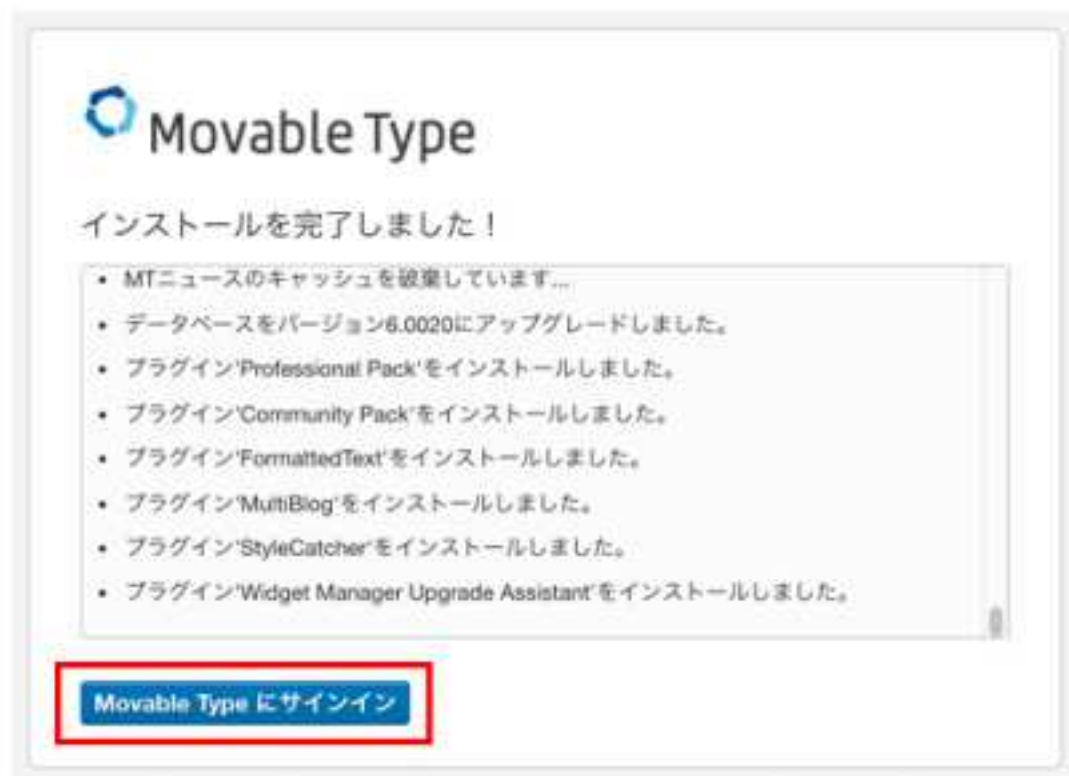 Movable Type
インストールを完了しました！
• MTニュースのキャッシュを破棄しています...
• データベースをバージョン6.0020にアップグレードしました。
• プラグイン'Professional Pack'をインストールしました。
• プラグイン'Community Pack'をインストールしました。
• プラグイン'FormattedText'をインストールしました。
• プラグイン'MultiBlog'をインストールしました。
• プラグイン'StyleCatcher'をインストールしました。
• プラグイン'Widget Manager Upgrade Assistant'をインストールしました。
Movable Type にサインイン